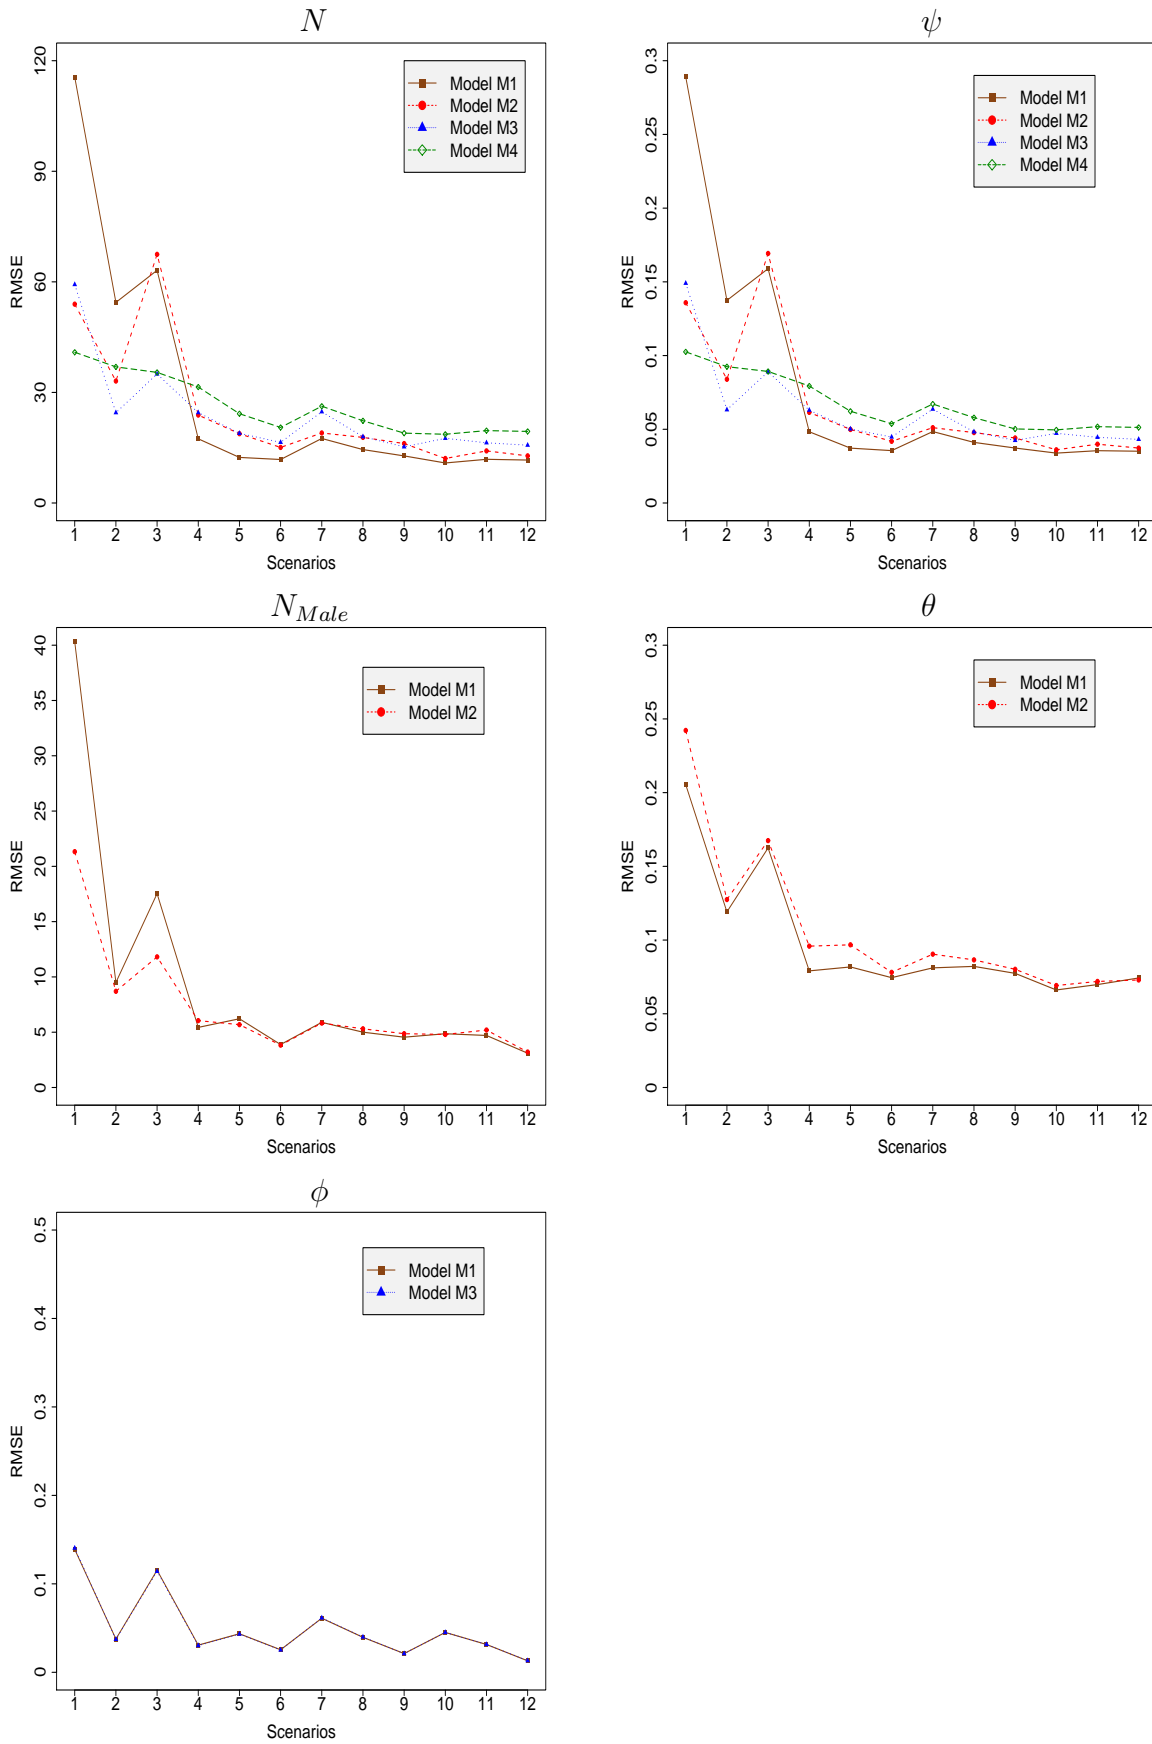 N
RMSE
120
90
60
30
0
Model M1
Model M2
Model M3
Model M4
1 2 3 4 5 6 7 8 9 10 11 12
Scenarios
ψ
RMSE
0.3
0.25
0.2
0.15
0.1
0.05
0
Model M1
Model M2
Model M3
Model M4
1 2 3 4 5 6 7 8 9 10 11 12
Scenarios
N_{Male}
RMSE
40
35
30
25
20
15
10
5
0
Model M1
Model M2
1 2 3 4 5 6 7 8 9 10 11 12
Scenarios
θ
RMSE
0.3
0.25
0.2
0.15
0.1
0.05
0
Model M1
Model M2
1 2 3 4 5 6 7 8 9 10 11 12
Scenarios
ϕ
RMSE
0.5
0.4
0.3
0.2
0.1
0
Model M1
Model M3
1 2 3 4 5 6 7 8 9 10 11 12
Scenarios